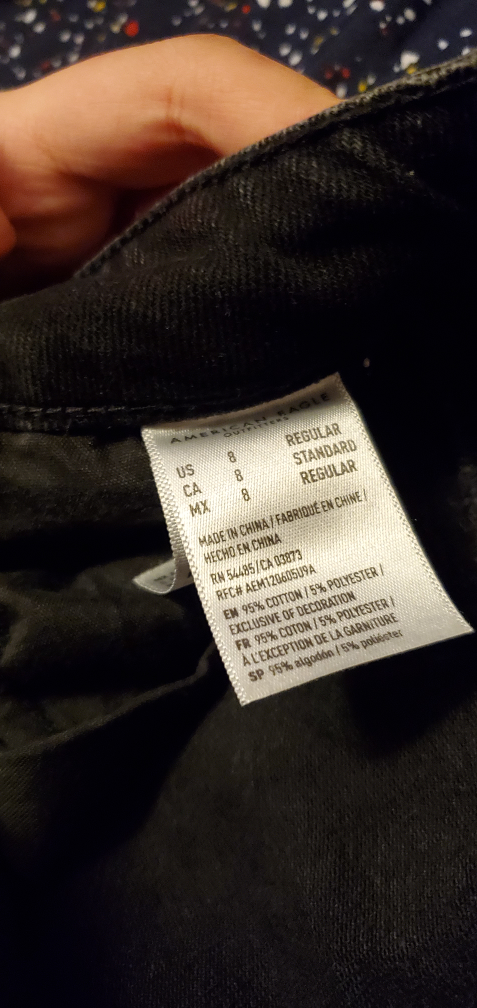 AMERICAN EAGLE
OUTFITTERS
US 8 REGULAR
CA 8 STANDARD
MX 8 REGULAR
MADE IN CHINA / FABRIQUÉ EN CHINE /
HECHO EN CHINA
RN 54485 / CA 03873
RFC# AEM120605U9A
EN 95% COTTON / 5% POLYESTER /
EXCLUSIVE OF DECORATION
FR 95% COTON / 5% POLYESTER /
À L'EXCEPTION DE LA GARNITURE
SP 95% algodón / 5% poliéster